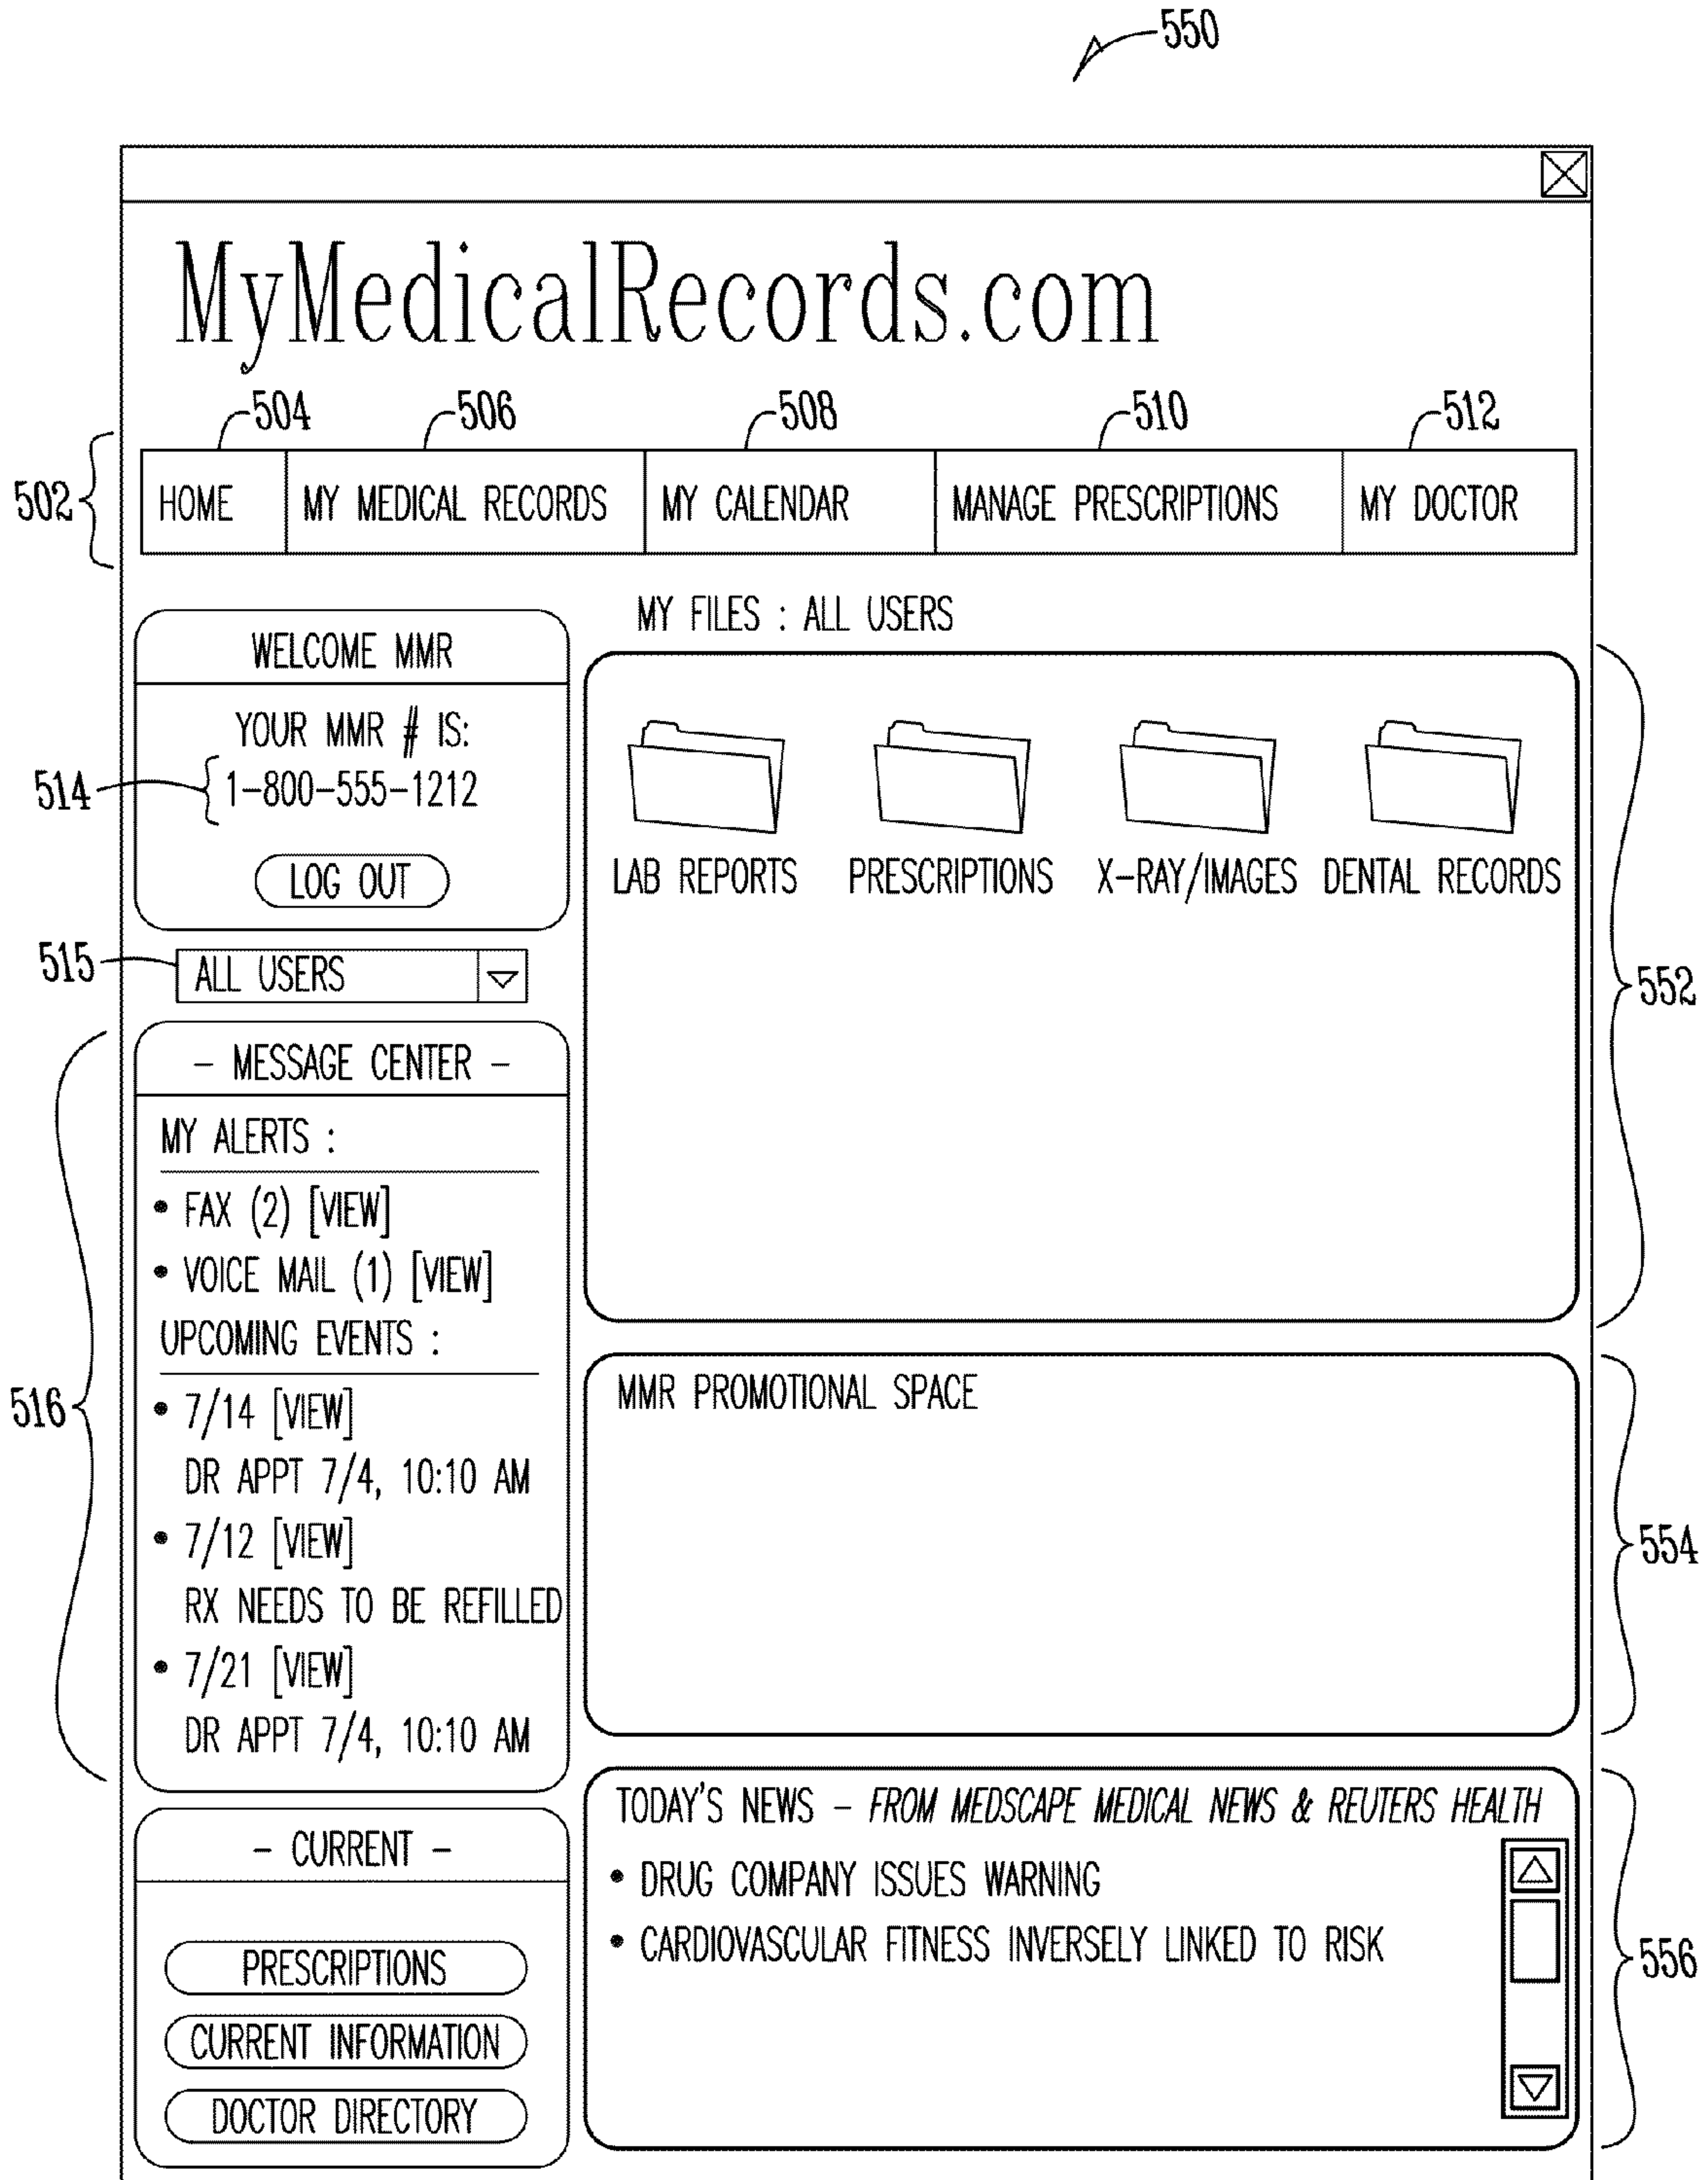 550
MyMedicalRecords.com
504 506 508 510 512
502
HOME MY MEDICAL RECORDS MY CALENDAR MANAGE PRESCRIPTIONS MY DOCTOR
WELCOME MMR
YOUR MMR # IS:
514
1-800-555-1212
LOG OUT
515
ALL USERS
516
- MESSAGE CENTER -
MY ALERTS :
• FAX (2) [VIEW]
• VOICE MAIL (1) [VIEW]
UPCOMING EVENTS :
• 7/14 [VIEW]
DR APPT 7/4, 10:10 AM
• 7/12 [VIEW]
RX NEEDS TO BE REFILLED
• 7/21 [VIEW]
DR APPT 7/4, 10:10 AM
- CURRENT -
PRESCRIPTIONS
CURRENT INFORMATION
DOCTOR DIRECTORY
MY FILES : ALL USERS
LAB REPORTS PRESCRIPTIONS X-RAY/IMAGES DENTAL RECORDS
552
MMR PROMOTIONAL SPACE
554
TODAY'S NEWS - FROM MEDSCAPE MEDICAL NEWS & REUTERS HEALTH
• DRUG COMPANY ISSUES WARNING
• CARDIOVASCULAR FITNESS INVERSELY LINKED TO RISK
556